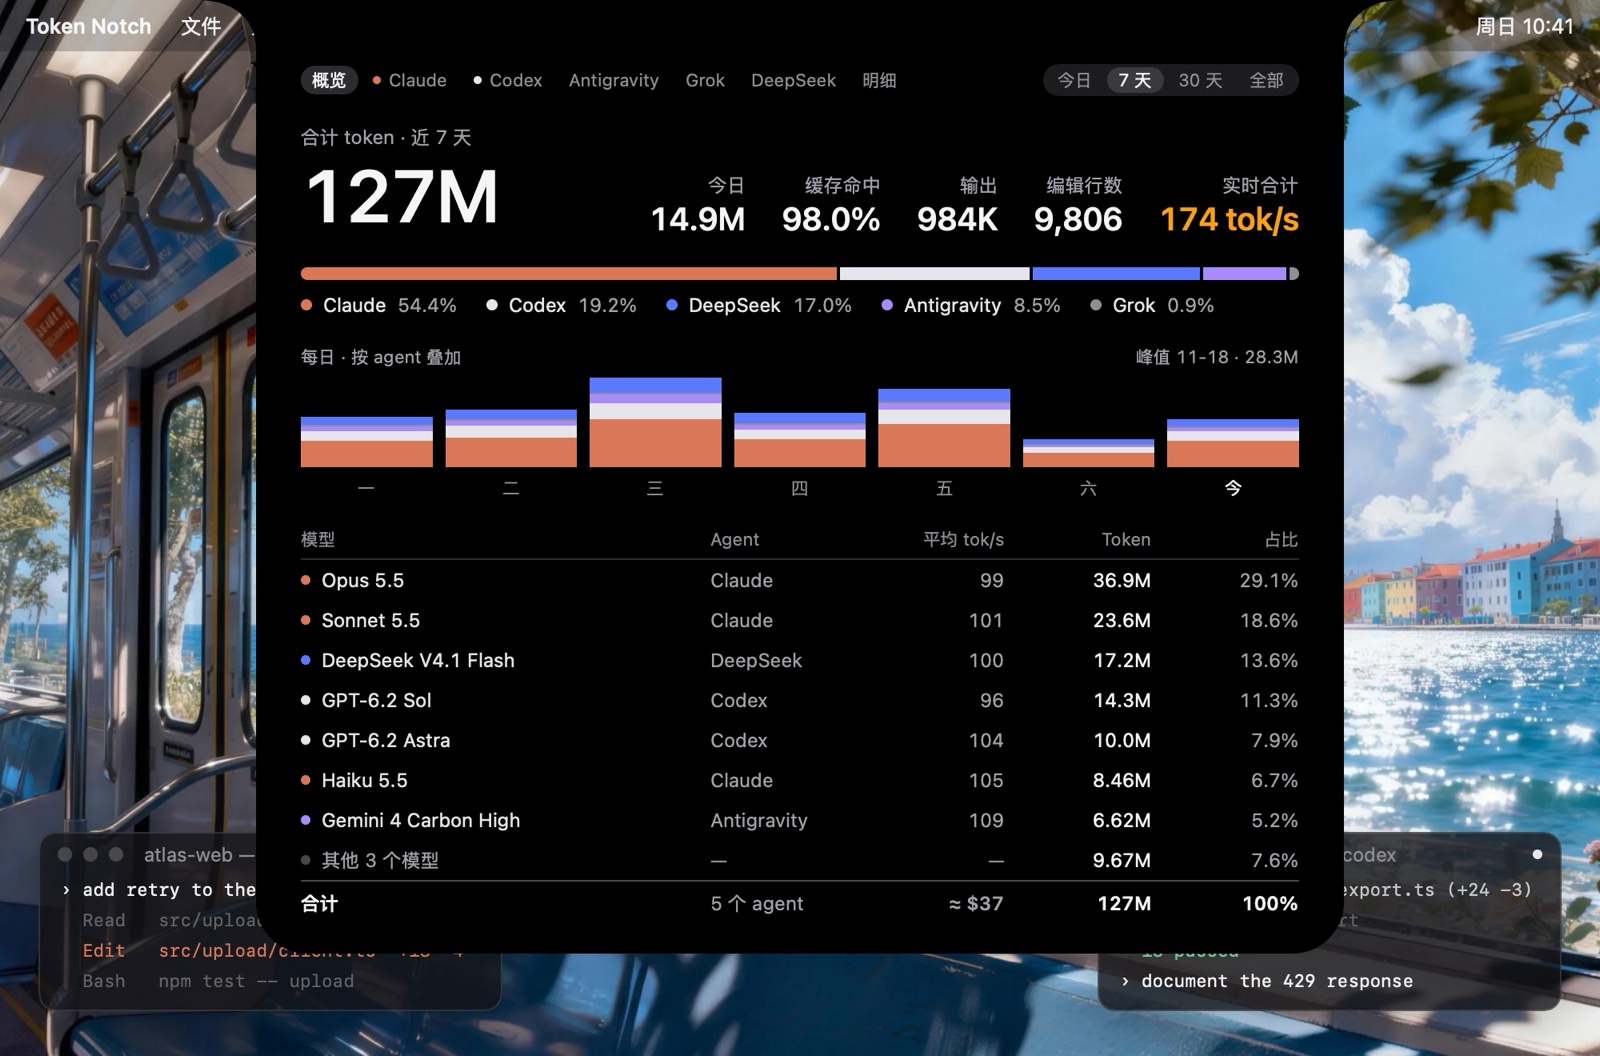 Token Notch 文件
周日 10:41
概览 Claude Codex Antigravity Grok DeepSeek 明细
今日 7 天 30 天 全部
合计 token · 近 7 天
127M
今日 缓存命中 输出 编辑行数 实时合计
14.9M 98.0% 984K 9,806 174 tok/s
Claude 54.4% Codex 19.2% DeepSeek 17.0% Antigravity 8.5% Grok 0.9%
每日 · 按 agent 叠加
峰值 11-18 · 28.3M
一 二 三 四 五 六 今
模型 Agent 平均 tok/s Token 占比
Opus 5.5 Claude 99 36.9M 29.1%
Sonnet 5.5 Claude 101 23.6M 18.6%
DeepSeek V4.1 Flash DeepSeek 100 17.2M 13.6%
GPT-6.2 Sol Codex 96 14.3M 11.3%
GPT-6.2 Astra Codex 104 10.0M 7.9%
Haiku 5.5 Claude 105 8.46M 6.7%
Gemini 4 Carbon High Antigravity 109 6.62M 5.2%
其他 3 个模型 — — 9.67M 7.6%
合计 5 个 agent ≈ $37 127M 100%
atlas-web —
› add retry to the
Read src/upload
Edit src/upload/client.ts
Bash npm test -- upload
codex
export.ts (+24 −3)
› document the 429 response